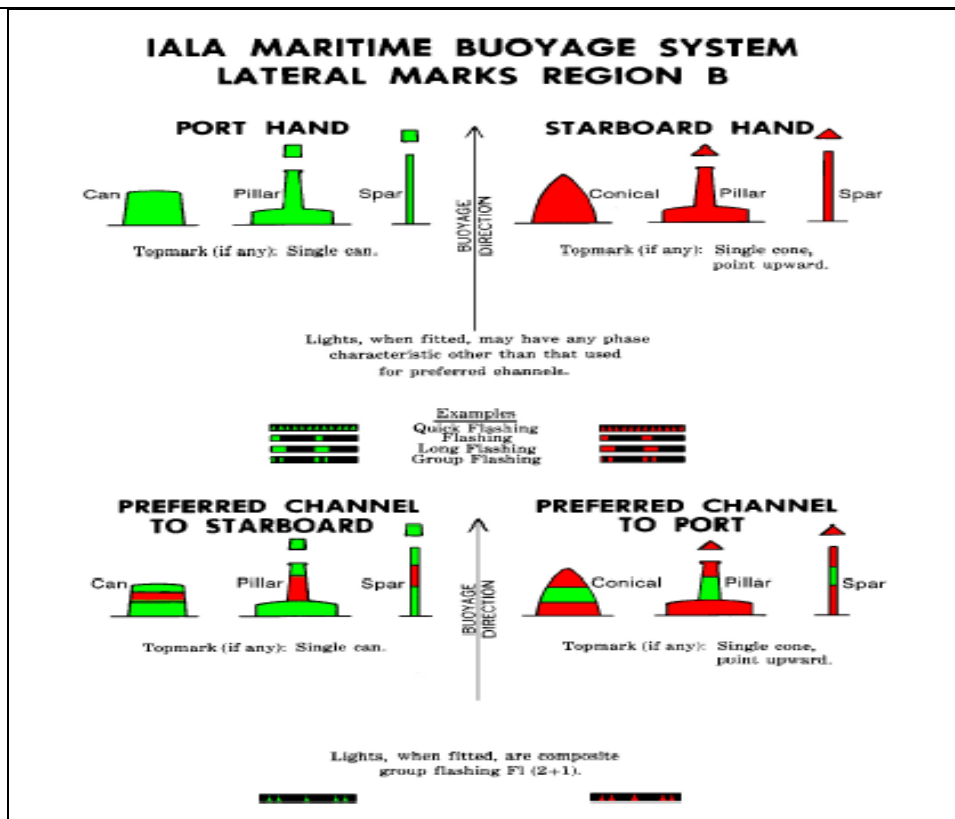 IALA MARITIME BUOYAGE SYSTEM
LATERAL MARKS REGION B
PORT HAND
STARBOARD HAND
Can
Pillar
Spar
BUOYAGE
DIRECTION
Conical
Pillar
Spar
Topmark (if any): Single can.
Topmark (if any): Single cone,
point upward.
Lights, when fitted, may have any phase
characteristic other than that used
for preferred channels.
Examples
Quick Flashing
Flashing
Long Flashing
Group Flashing
PREFERRED CHANNEL
TO STARBOARD
PREFERRED CHANNEL
TO PORT
Can
Pillar
Spar
BUOYAGE
DIRECTION
Conical
Pillar
Spar
Topmark (if any): Single can.
Topmark (if any): Single cone,
point upward.
Lights, when fitted, are composite
group flashing Fl (2+1).